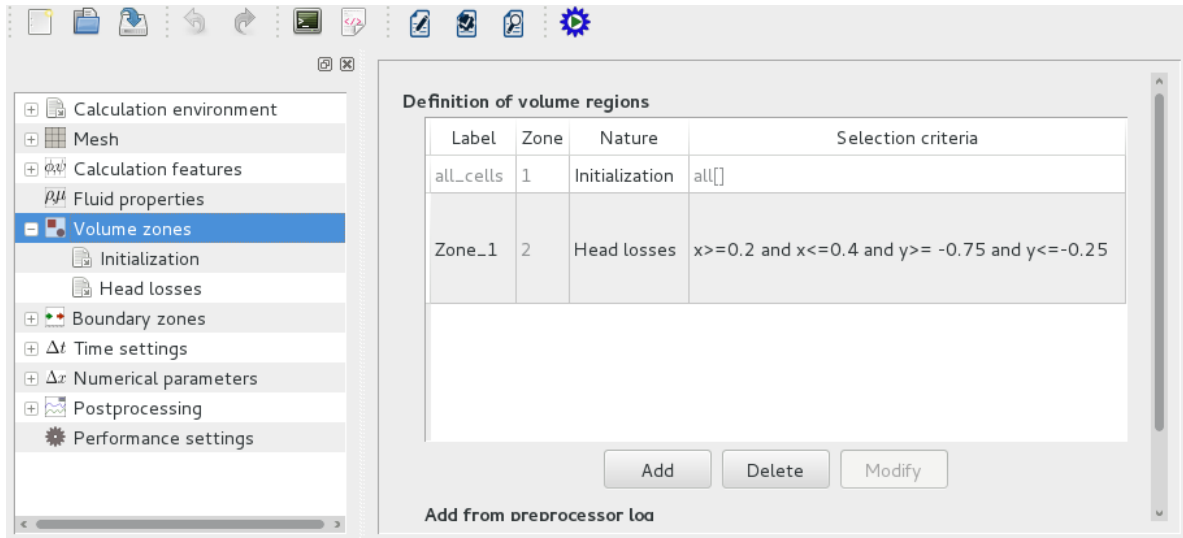 Calculation environment
Mesh
Calculation features
Fluid properties
Volume zones
Initialization
Head losses
Boundary zones
Δt Time settings
Δx Numerical parameters
Postprocessing
Performance settings
Definition of volume regions
Label Zone Nature Selection criteria
all_cells 1 Initialization all[]
Zone_1 2 Head losses x>=0.2 and x<=0.4 and y>= -0.75 and y<=-0.25
Add Delete Modify
Add from preprocessor log